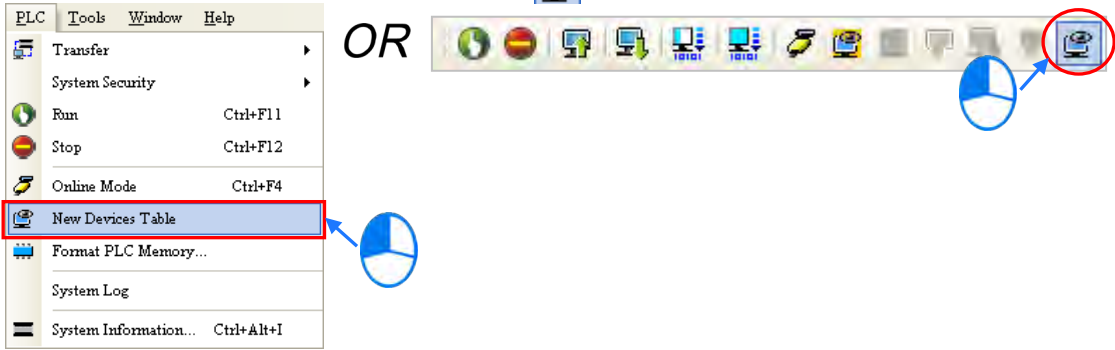 PLC Tools Window Help
Transfer
System Security
Run Ctrl+F11
Stop Ctrl+F12
Online Mode Ctrl+F4
New Devices Table
Format PLC Memory...
System Log
System Information... Ctrl+Alt+I
OR